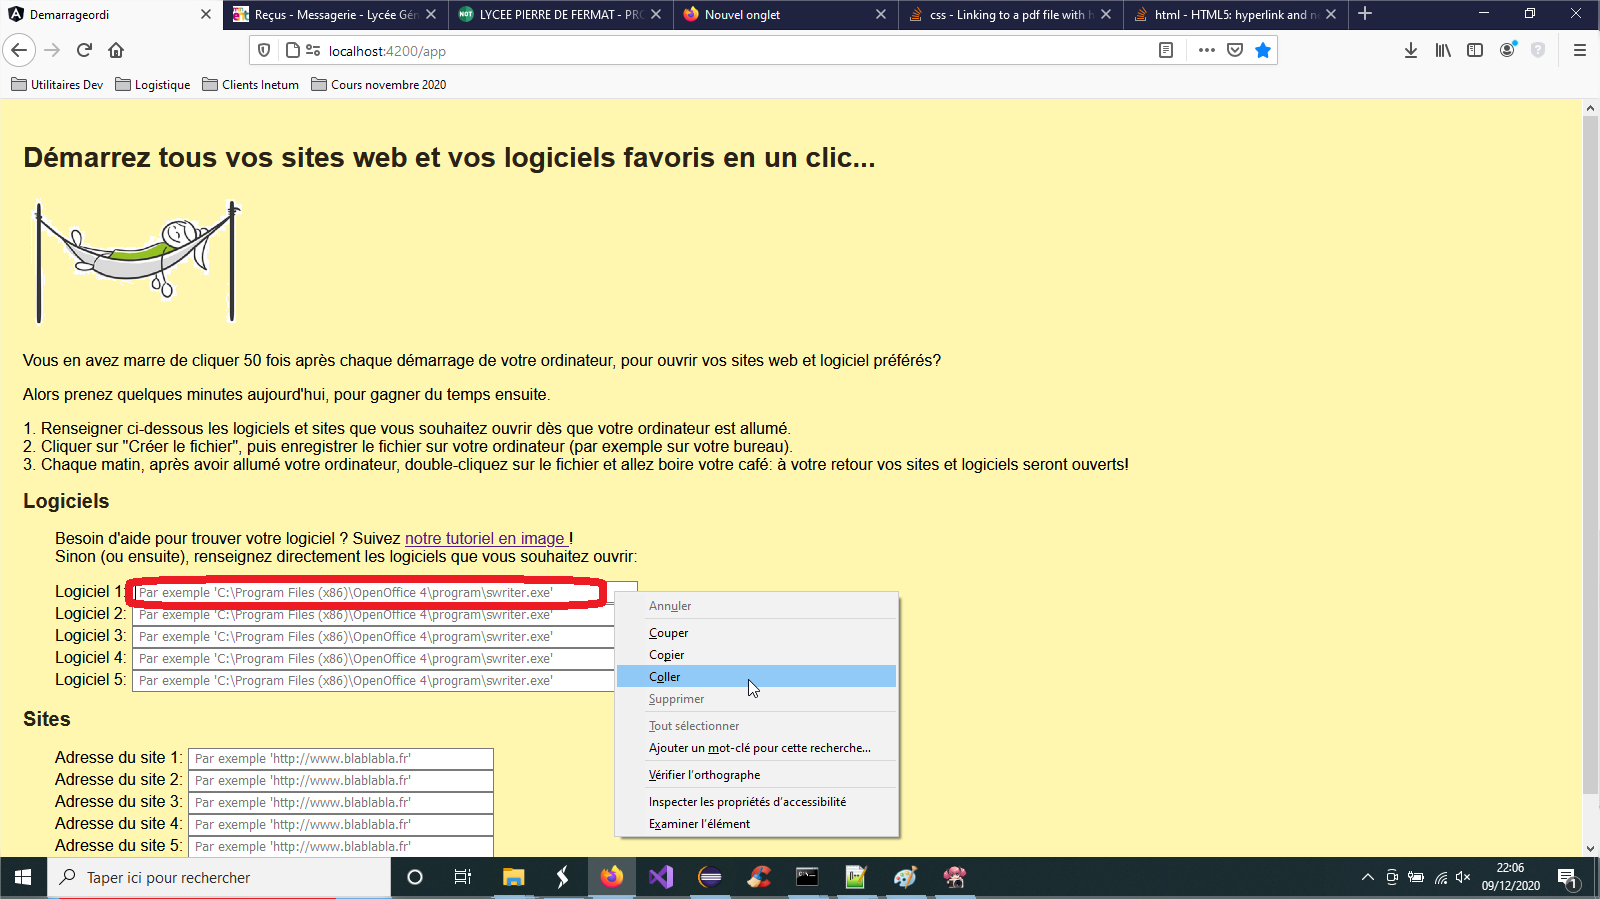 Demarrageordi
Reçus - Messagerie - Lycée Gén
LYCEE PIERRE DE FERMAT - PRO
Nouvel onglet
css - Linking to a pdf file with h
html - HTML5: hyperlink and ne
localhost:4200/app
Utilitaires Dev
Logistique
Clients Inetum
Cours novembre 2020
Démarrez tous vos sites web et vos logiciels favoris en un clic...
Vous en avez marre de cliquer 50 fois après chaque démarrage de votre ordinateur, pour ouvrir vos sites web et logiciel préférés?
Alors prenez quelques minutes aujourd'hui, pour gagner du temps ensuite.
1. Renseigner ci-dessous les logiciels et sites que vous souhaitez ouvrir dès que votre ordinateur est allumé.
2. Cliquer sur "Créer le fichier", puis enregistrer le fichier sur votre ordinateur (par exemple sur votre bureau).
3. Chaque matin, après avoir allumé votre ordinateur, double-cliquez sur le fichier et allez boire votre café: à votre retour vos sites et logiciels seront ouverts!
Logiciels
Besoin d'aide pour trouver votre logiciel ? Suivez notre tutoriel en image !
Sinon (ou ensuite), renseignez directement les logiciels que vous souhaitez ouvrir:
Logiciel 1: Par exemple 'C:\Program Files (x86)\OpenOffice 4\program\swriter.exe'
Logiciel 2: Par exemple 'C:\Program Files (x86)\OpenOffice 4\program\swriter.exe'
Logiciel 3: Par exemple 'C:\Program Files (x86)\OpenOffice 4\program\swriter.exe'
Logiciel 4: Par exemple 'C:\Program Files (x86)\OpenOffice 4\program\swriter.exe'
Logiciel 5: Par exemple 'C:\Program Files (x86)\OpenOffice 4\program\swriter.exe'
Annuler
Couper
Copier
Coller
Supprimer
Tout sélectionner
Ajouter un mot-clé pour cette recherche...
Vérifier l'orthographe
Inspecter les propriétés d'accessibilité
Examiner l'élément
Sites
Adresse du site 1: Par exemple 'http://www.blablabla.fr'
Adresse du site 2: Par exemple 'http://www.blablabla.fr'
Adresse du site 3: Par exemple 'http://www.blablabla.fr'
Adresse du site 4: Par exemple 'http://www.blablabla.fr'
Adresse du site 5: Par exemple 'http://www.blablabla.fr'
Taper ici pour rechercher
22:06
09/12/2020
1